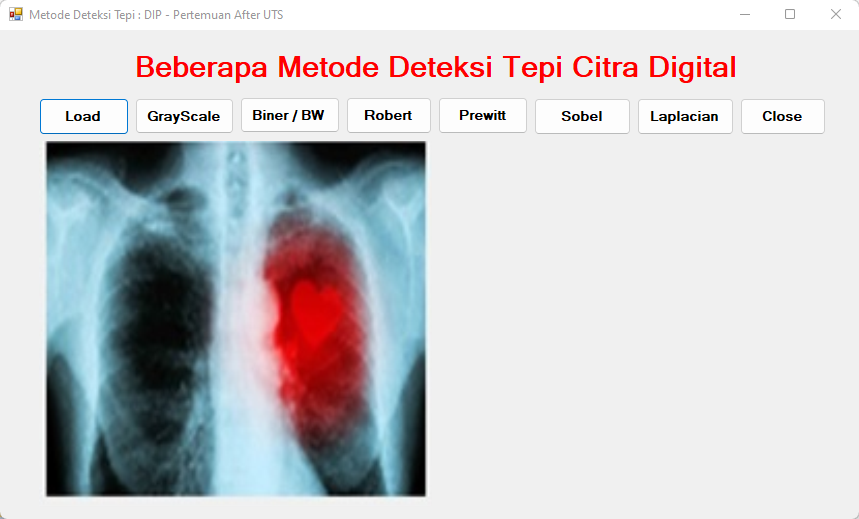 Metode Deteksi Tepi : DIP - Pertemuan After UTS
Beberapa Metode Deteksi Tepi Citra Digital
Load GrayScale Biner / BW Robert Prewitt Sobel Laplacian Close